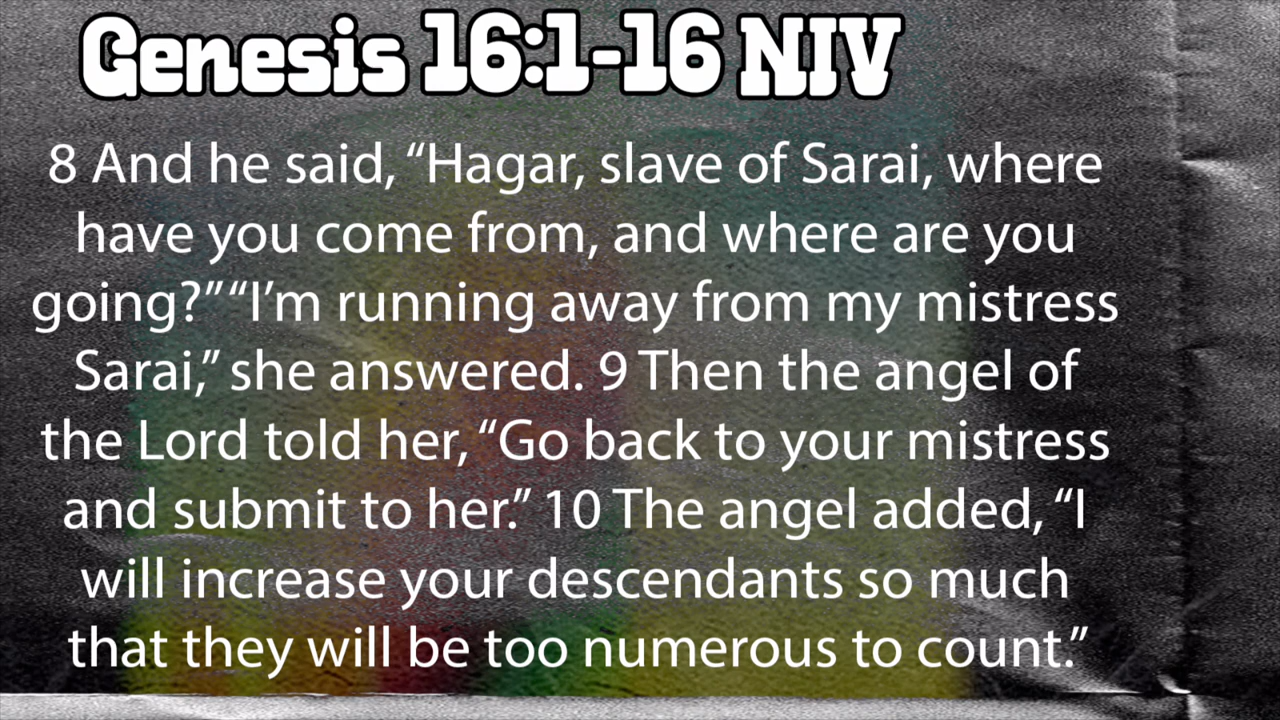 Genesis 16:1-16 NIV
8 And he said, “Hagar, slave of Sarai, where
have you come from, and where are you
going?” “I’m running away from my mistress
Sarai,” she answered. 9 Then the angel of
the Lord told her, “Go back to your mistress
and submit to her.” 10 The angel added, “I
will increase your descendants so much
that they will be too numerous to count.”